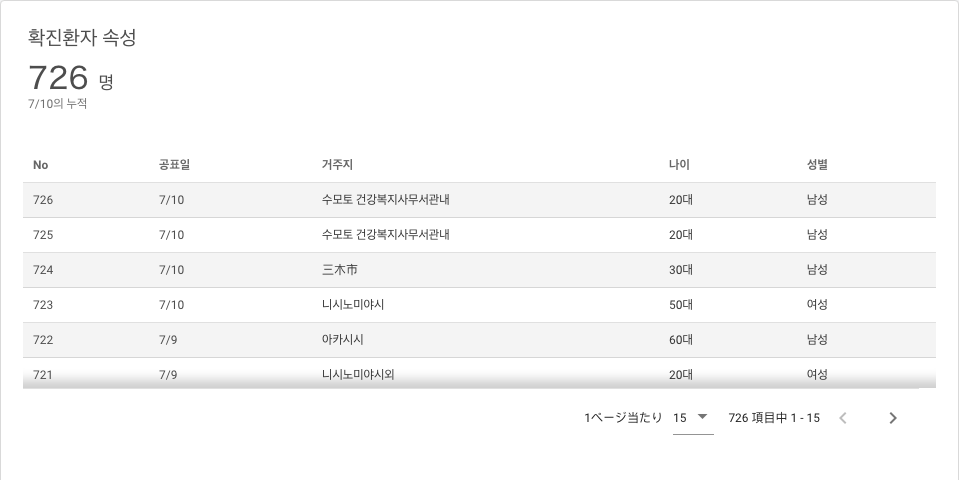 확진환자 속성
726 명
7/10의 누적
No 공표일 거주지 나이 성별
726 7/10 수모토 건강복지사무서관내 20대 남성
725 7/10 수모토 건강복지사무서관내 20대 남성
724 7/10 三木市 30대 남성
723 7/10 니시노미야시 50대 여성
722 7/9 아카시시 60대 남성
721 7/9 니시노미야시외 20대 여성
1ページ当たり 15 726 項目中 1 - 15